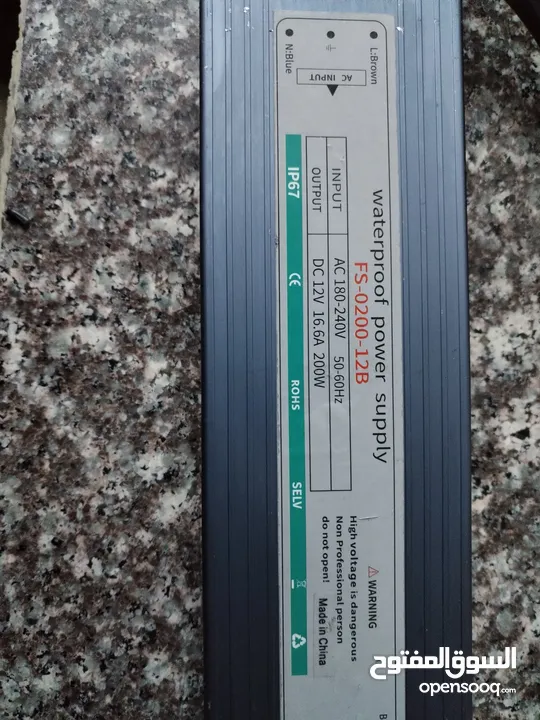 L:Brown
AC INPUT
N:Blue
waterproof power supply
FS-0200-12B
INPUT AC 180-240V 50-60Hz
OUTPUT DC 12V 16.6A 200W
IP67 CE ROHS SELV
WARNING
High voltage is dangerous
Non Professional person
do not open!
Made in China
B
السوق المفتوح
opensooq.com